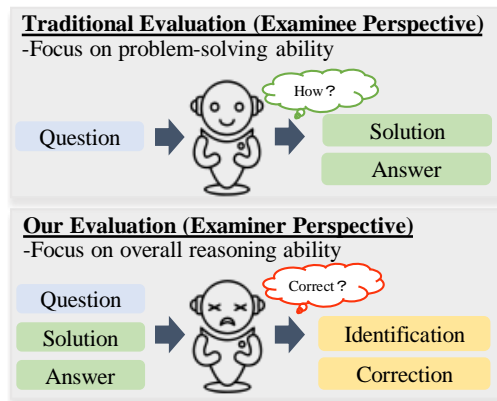 Traditional Evaluation (Examinee Perspective)
-Focus on problem-solving ability
How?
Question
Solution
Answer
Our Evaluation (Examiner Perspective)
-Focus on overall reasoning ability
Correct?
Question
Solution
Answer
Identification
Correction